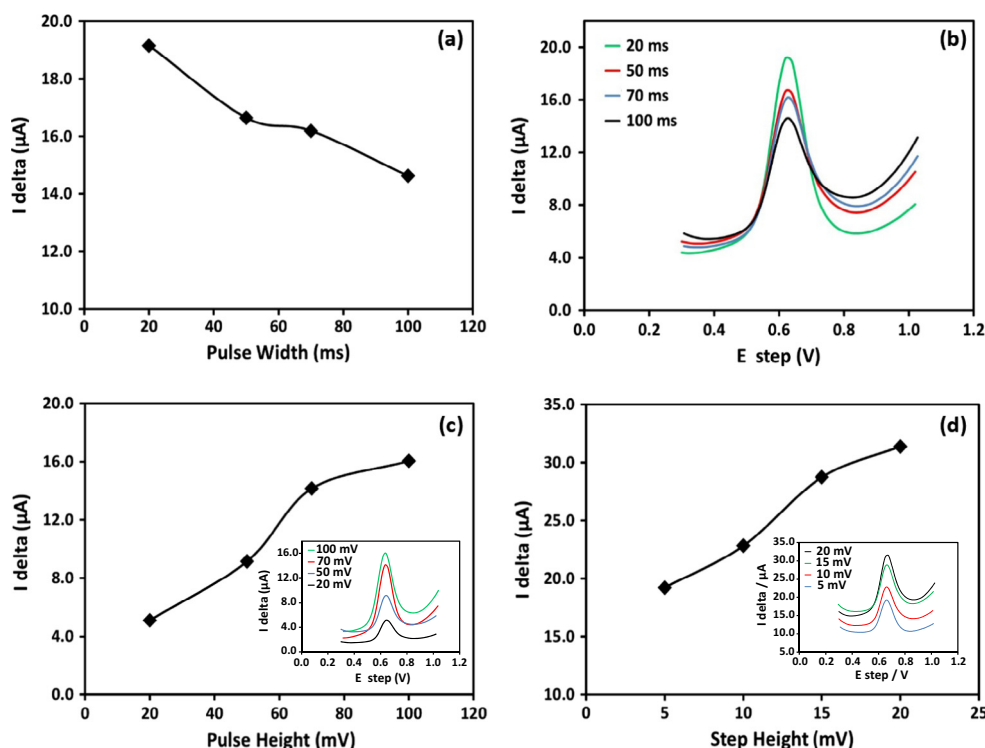 (a)
I delta (µA)
20.0
18.0
16.0
14.0
12.0
10.0
0 20 40 60 80 100 120
Pulse Width (ms)
(b)
I delta (µA)
20.0
16.0
12.0
8.0
4.0
0.0
20 ms
50 ms
70 ms
100 ms
0.0 0.2 0.4 0.6 0.8 1.0 1.2
E step (V)
(c)
I delta (µA)
20.0
16.0
12.0
8.0
4.0
0.0
0 20 40 60 80 100 120
Pulse Height (mV)
I delta (µA)
16.0
12.0
8.0
4.0
0.0
100 mV
70 mV
50 mV
20 mV
0.0 0.2 0.4 0.6 0.8 1.0 1.2
E step (V)
(d)
I delta (µA)
35.0
30.0
25.0
20.0
15.0
10.0
0 5 10 15 20 25
Step Height (mV)
I delta / µA
35.0
30.0
25.0
20.0
15.0
10.0
5.0
20 mV
15 mV
10 mV
5 mV
0.0 0.2 0.4 0.6 0.8 1.0 1.2
E step / V